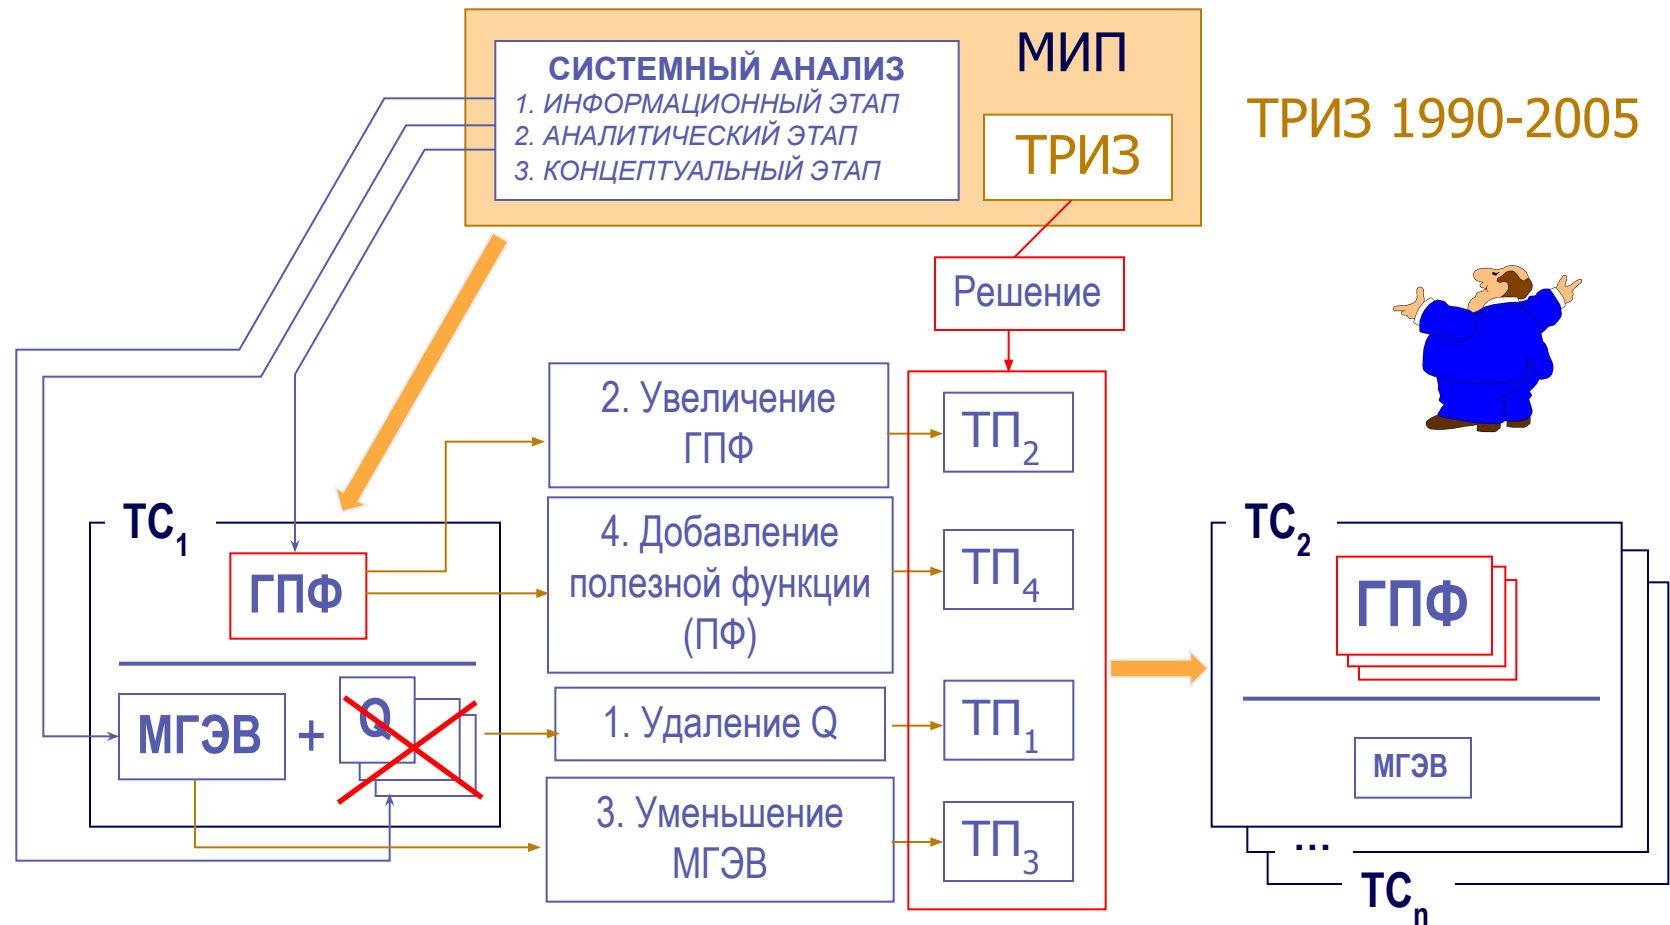 МИП
СИСТЕМНЫЙ АНАЛИЗ
1. ИНФОРМАЦИОННЫЙ ЭТАП
2. АНАЛИТИЧЕСКИЙ ЭТАП
3. КОНЦЕПТУАЛЬНЫЙ ЭТАП
ТРИЗ
ТРИЗ 1990-2005
Решение
2. Увеличение
ГПФ
ТП2
4. Добавление
полезной функции
(ПФ)
ТП4
1. Удаление Q
ТП1
3. Уменьшение
МГЭВ
ТП3
ТС1
ГПФ
МГЭВ + Q
ТС2
ГПФ
МГЭВ
...
ТСn